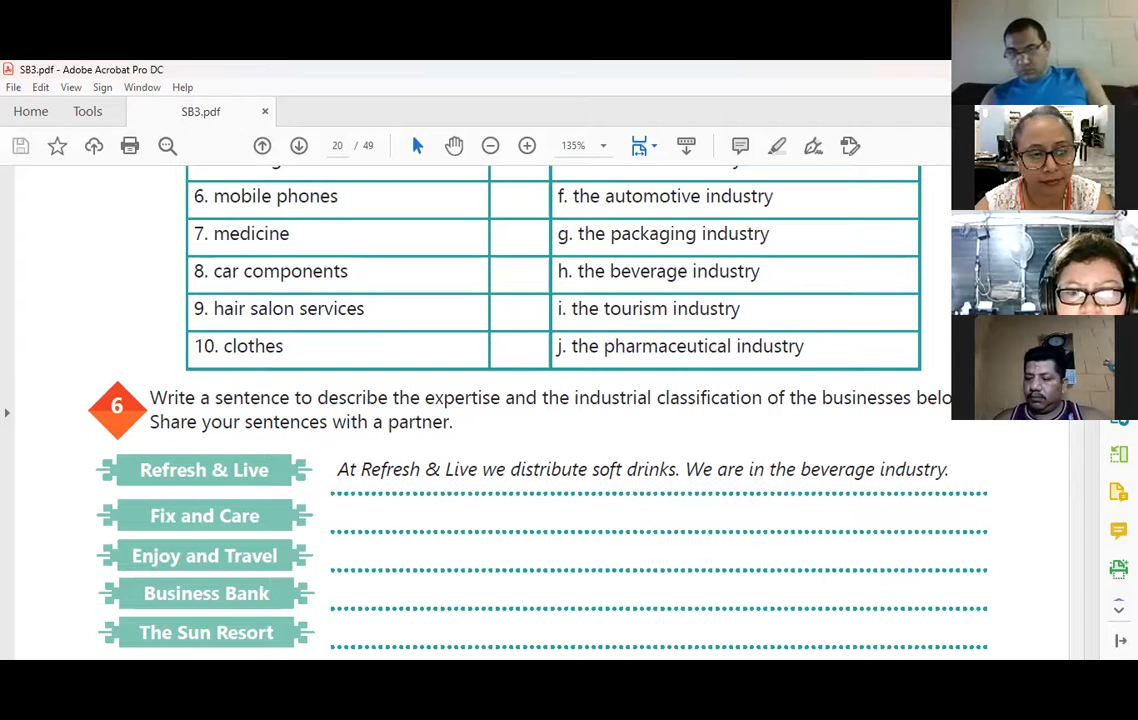 SB3.pdf - Adobe Acrobat Pro DC
File Edit View Sign Window Help
Home Tools SB3.pdf ×
20 / 49 135%
6. mobile phones f. the automotive industry
7. medicine g. the packaging industry
8. car components h. the beverage industry
9. hair salon services i. the tourism industry
10. clothes j. the pharmaceutical industry
6 Write a sentence to describe the expertise and the industrial classification of the businesses belo
Share your sentences with a partner.
Refresh & Live At Refresh & Live we distribute soft drinks. We are in the beverage industry.
Fix and Care
Enjoy and Travel
Business Bank
The Sun Resort